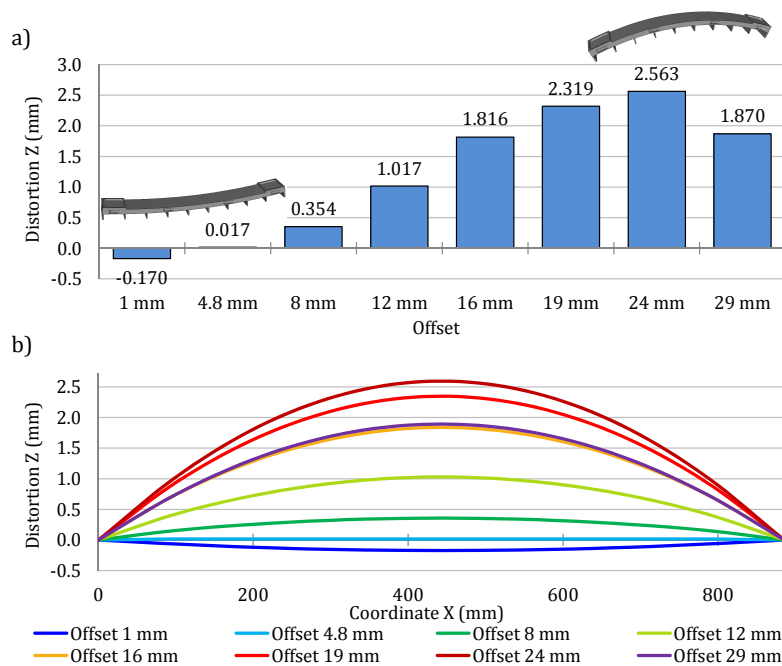 a)
Distortion Z (mm)
3.0
2.5
2.0
1.5
1.0
0.5
0.0
-0.5
-0.170
0.017
0.354
1.017
1.816
2.319
2.563
1.870
1 mm 4.8 mm 8 mm 12 mm 16 mm 19 mm 24 mm 29 mm
Offset
b)
Distortion Z (mm)
2.5
2.0
1.5
1.0
0.5
0.0
-0.5
0 200 400 600 800
Coordinate X (mm)
Offset 1 mm Offset 4.8 mm Offset 8 mm Offset 12 mm
Offset 16 mm Offset 19 mm Offset 24 mm Offset 29 mm